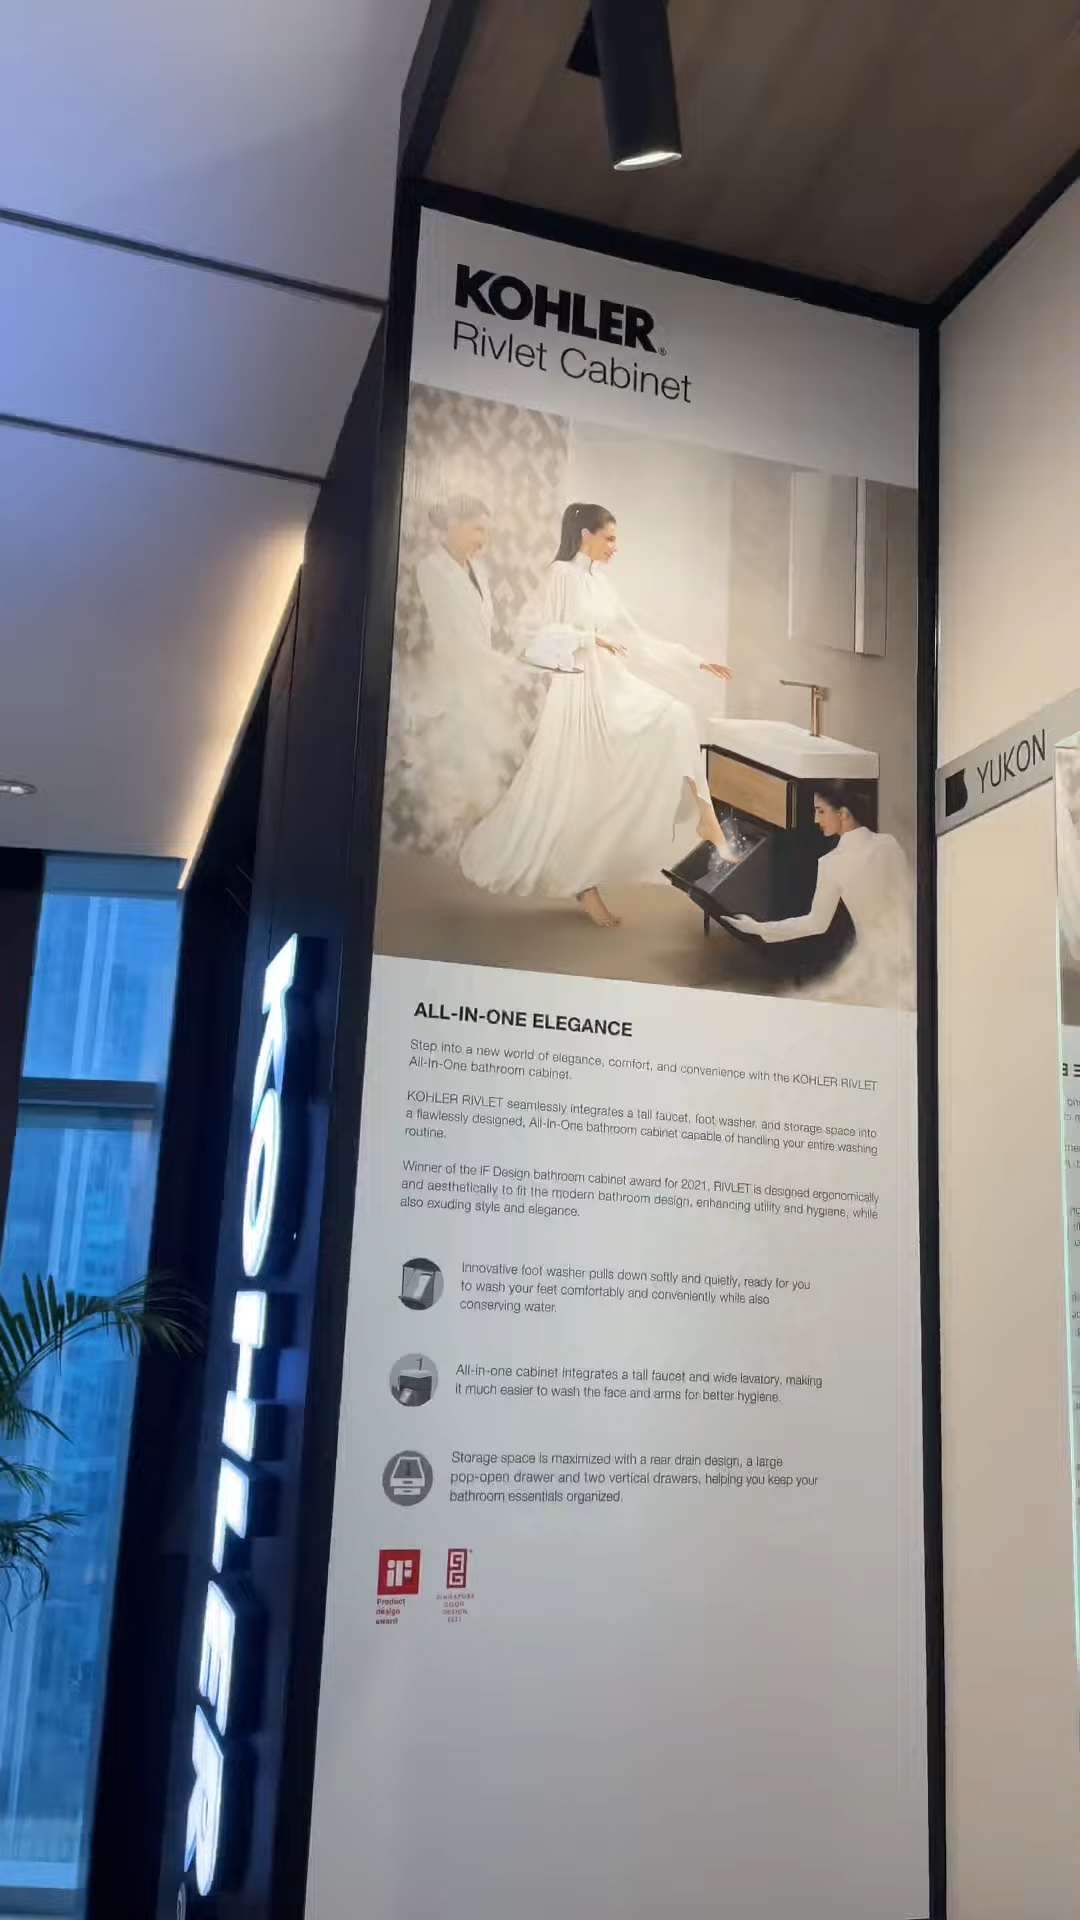 KOHLER®
Rivlet Cabinet
ALL-IN-ONE ELEGANCE
Step into a new world of elegance, comfort, and convenience with the KOHLER RIVLET
All-In-One bathroom cabinet.
KOHLER RIVLET seamlessly integrates a tall faucet, foot washer, and storage space into
a flawlessly designed, All-In-One bathroom cabinet capable of handling your entire washing
routine.
Winner of the iF Design bathroom cabinet award for 2021, RIVLET is designed ergonomically
and aesthetically to fit the modern bathroom design, enhancing utility and hygiene, while
also exuding style and elegance.
Innovative foot washer pulls down softly and quietly, ready for you
to wash your feet comfortably and conveniently while also
conserving water.
All-in-one cabinet integrates a tall faucet and wide lavatory, making
it much easier to wash the face and arms for better hygiene.
Storage space is maximized with a rear drain design, a large
pop-open drawer and two vertical drawers, helping you keep your
bathroom essentials organized.
iF
Product
design
award
SINGAPORE
GOOD
DESIGN
2021
KOHLER
YUKON